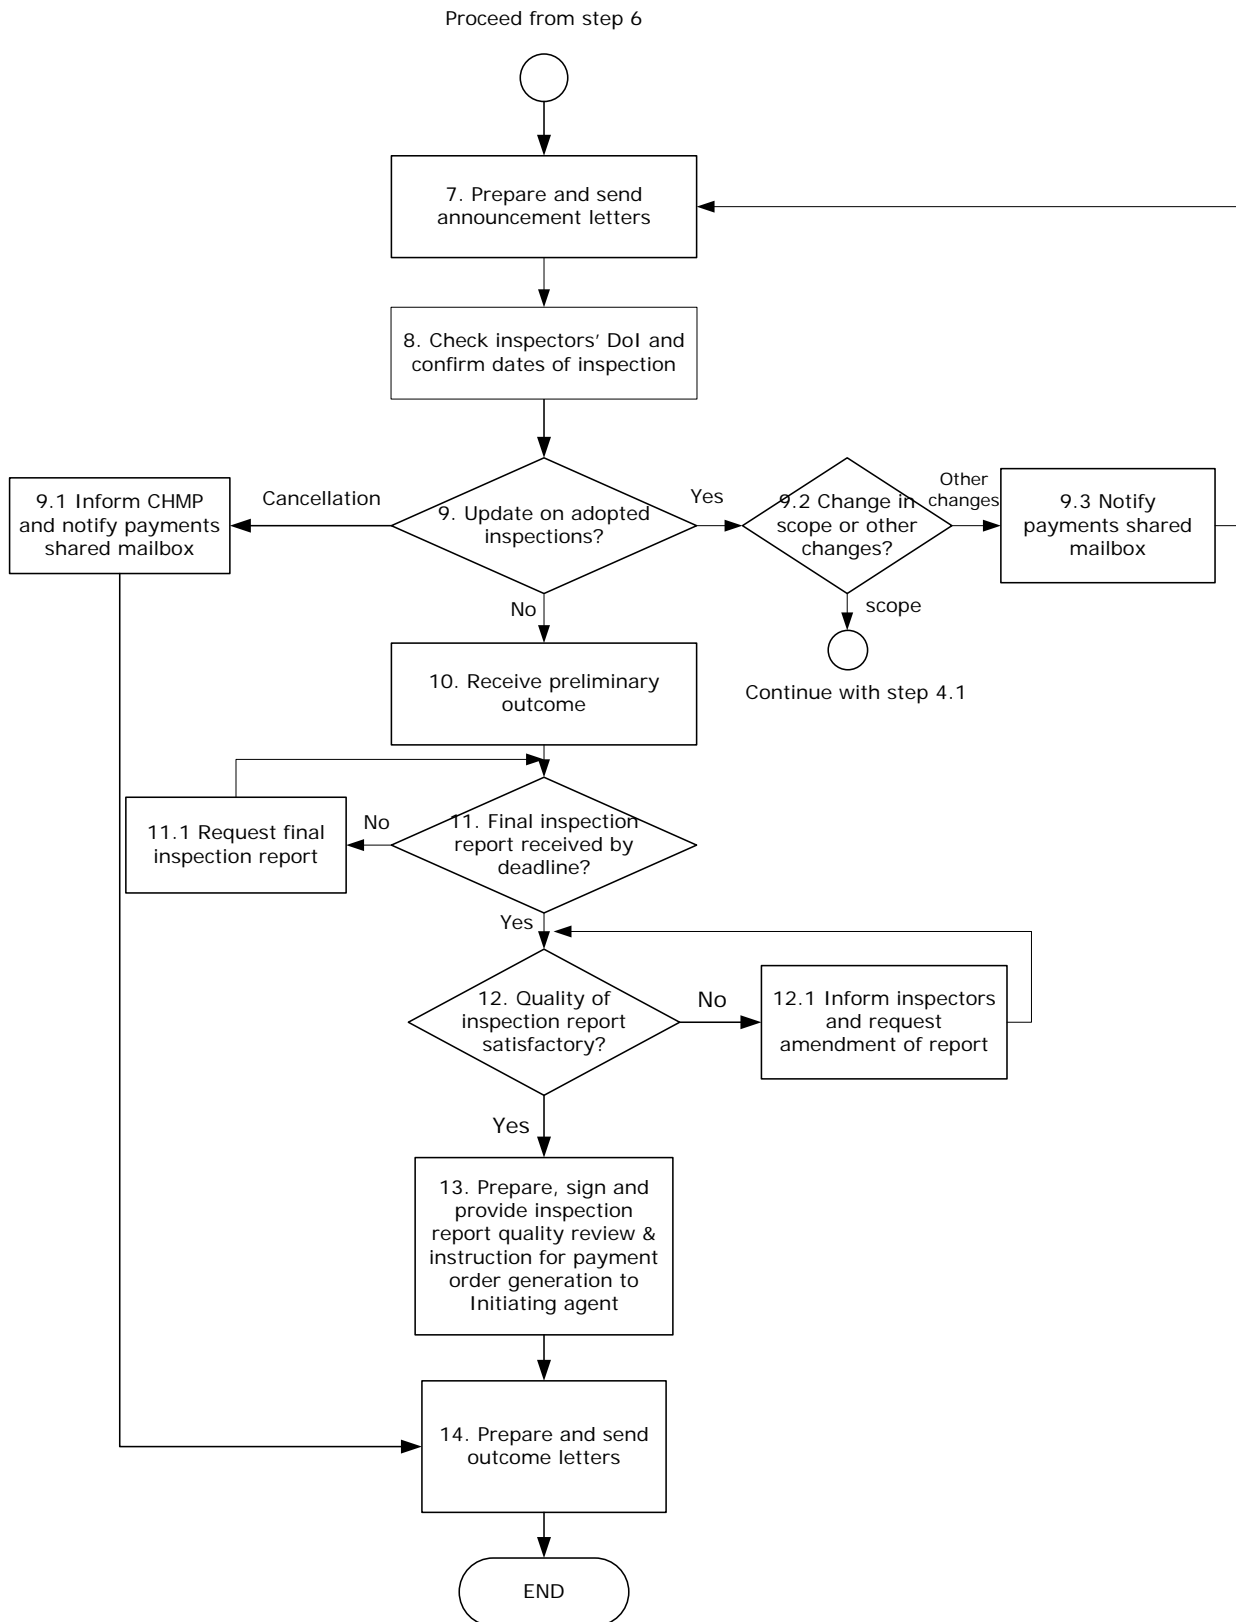 Proceed from step 6
7. Prepare and send
announcement letters
8. Check inspectors’ DoI and
confirm dates of inspection
9.1 Inform CHMP
and notify payments
shared mailbox
Cancellation
9. Update on adopted
inspections?
Yes
9.2 Change in
scope or other
changes?
Other
changes
9.3 Notify
payments shared
mailbox
No
scope
Continue with step 4.1
10. Receive preliminary
outcome
11.1 Request final
inspection report
No
11. Final inspection
report received by
deadline?
Yes
12. Quality of
inspection report
satisfactory?
No
12.1 Inform inspectors
and request
amendment of report
Yes
13. Prepare, sign and
provide inspection
report quality review &
instruction for payment
order generation to
Initiating agent
14. Prepare and send
outcome letters
END